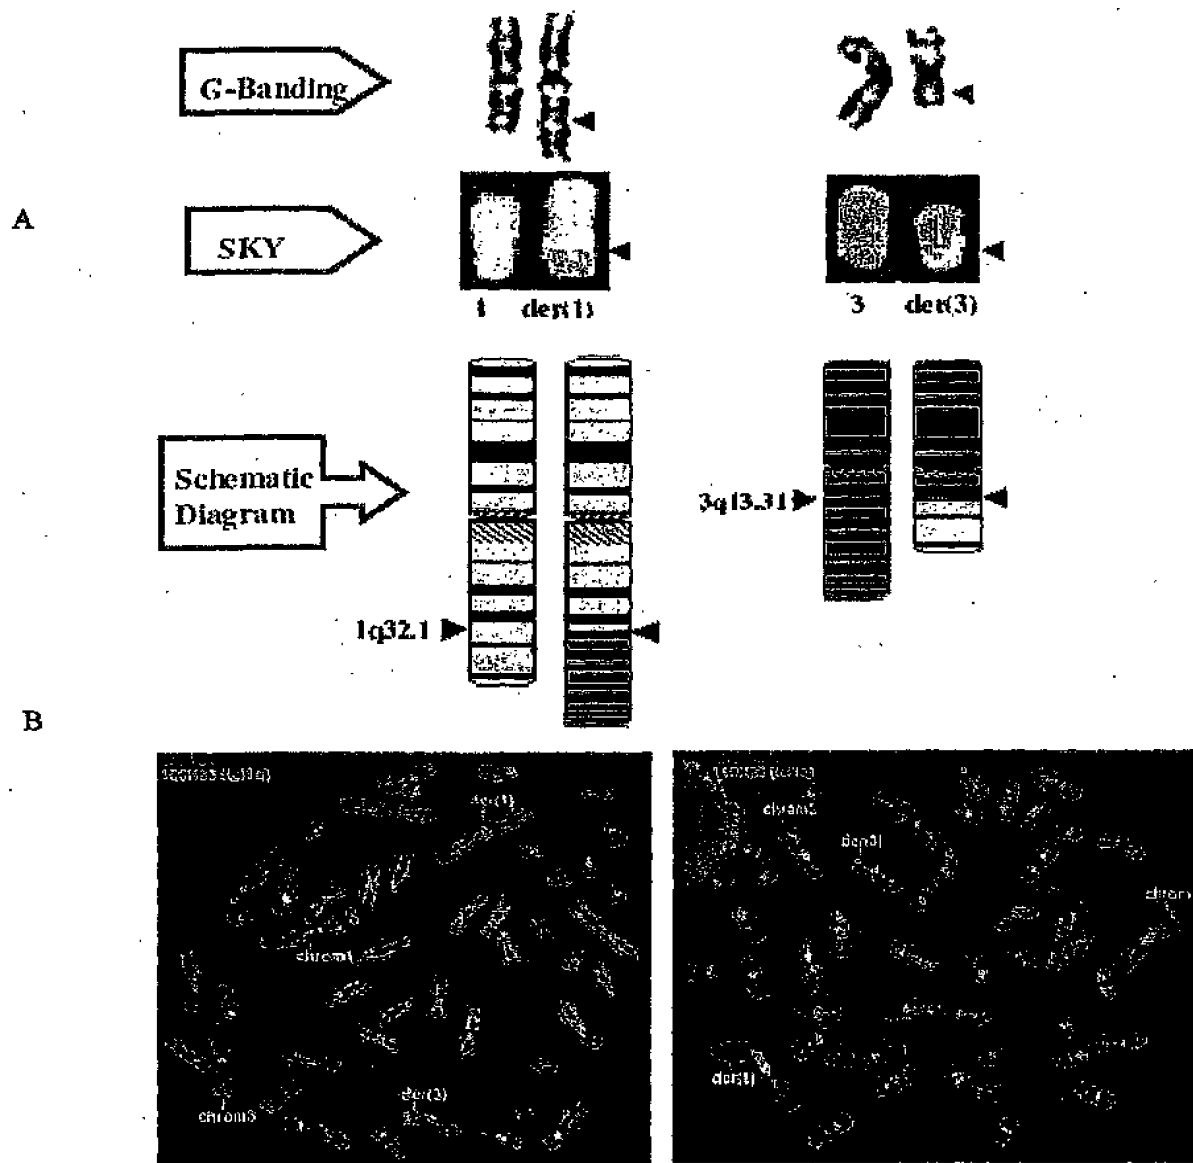 G-Banding
A
SKY
1 der(1)
3 der(3)
Schematic
Diagram
3q13.31
1q32.1
B
der(1)
chrom1
chrom3
der(3)
chrom3
der(3)
chrom
der(1)